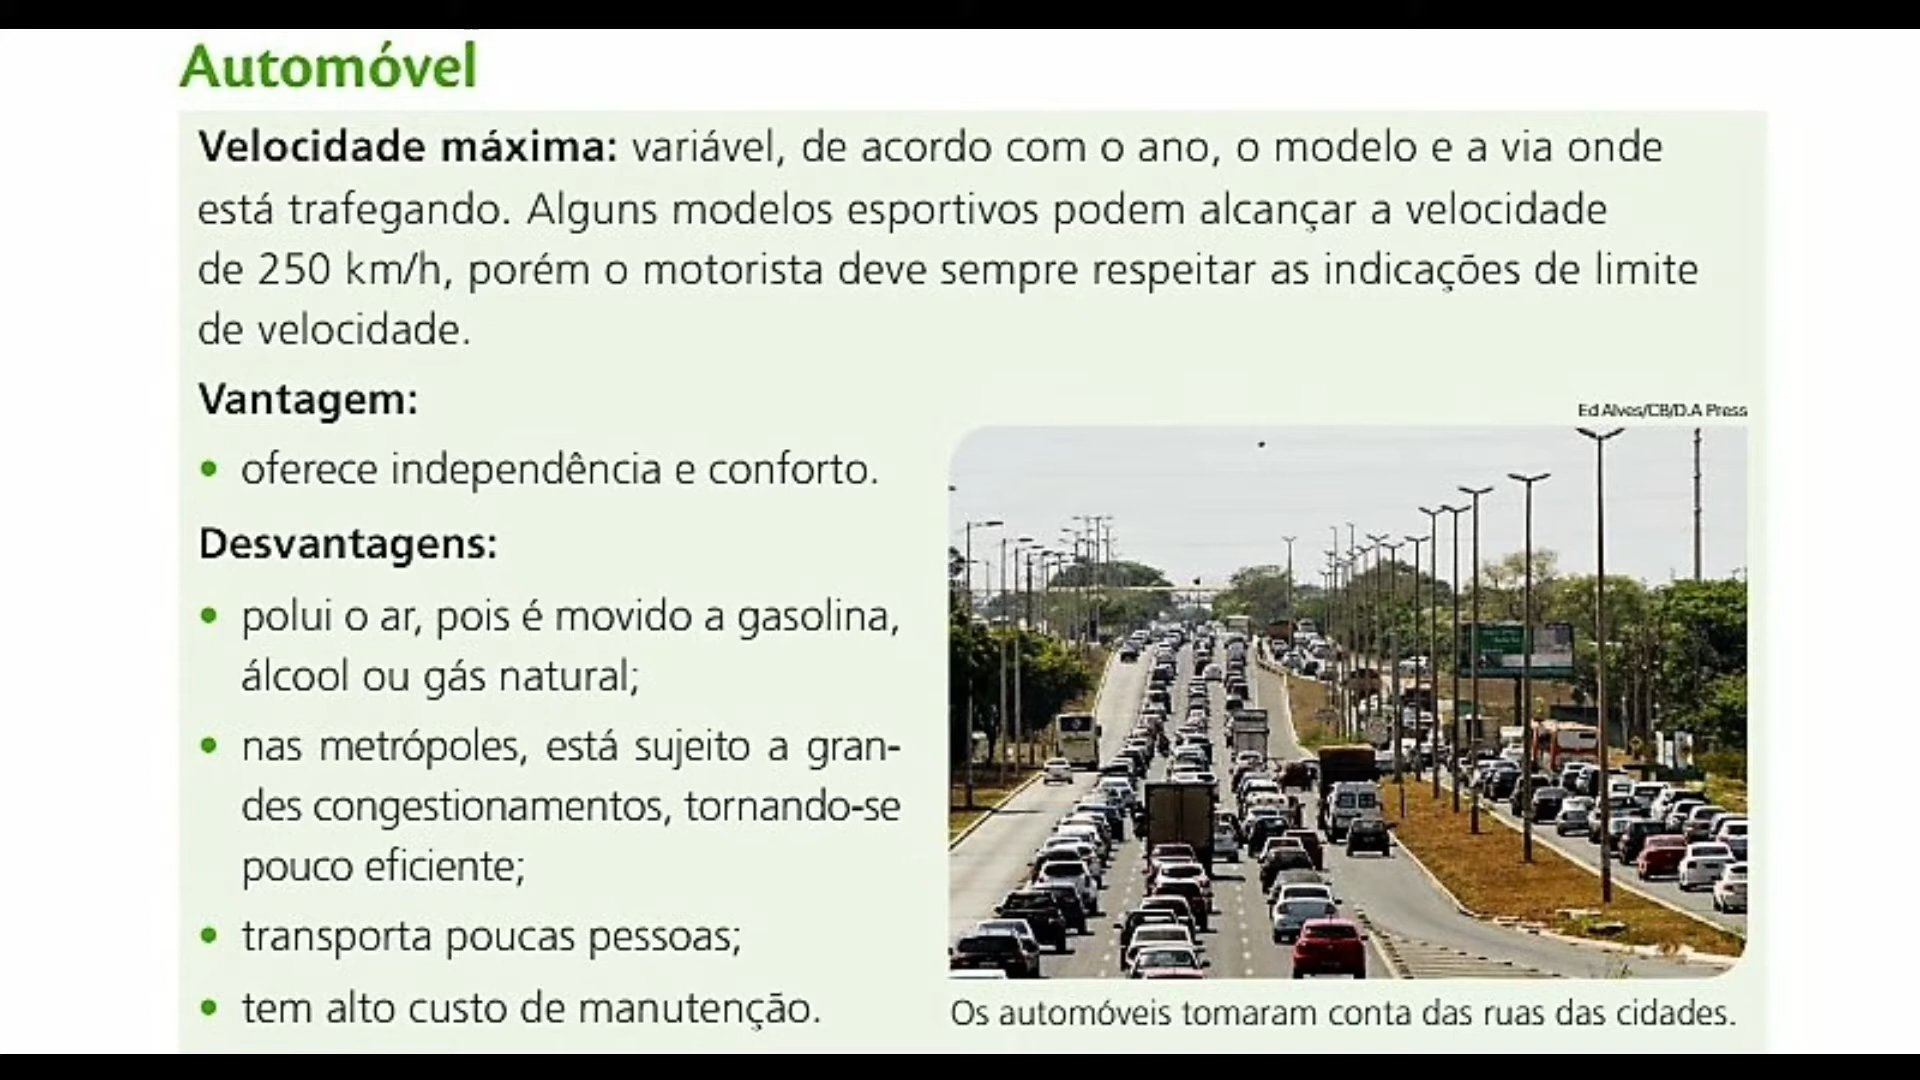 Automóvel
Velocidade máxima: variável, de acordo com o ano, o modelo e a via onde
está trafegando. Alguns modelos esportivos podem alcançar a velocidade
de 250 km/h, porém o motorista deve sempre respeitar as indicações de limite
de velocidade.
Vantagem:
• oferece independência e conforto.
Desvantagens:
• polui o ar, pois é movido a gasolina,
álcool ou gás natural;
• nas metrópoles, está sujeito a gran-
des congestionamentos, tornando-se
pouco eficiente;
• transporta poucas pessoas;
• tem alto custo de manutenção.
Ed Alves/CB/D.A Press
Os automóveis tomaram conta das ruas das cidades.